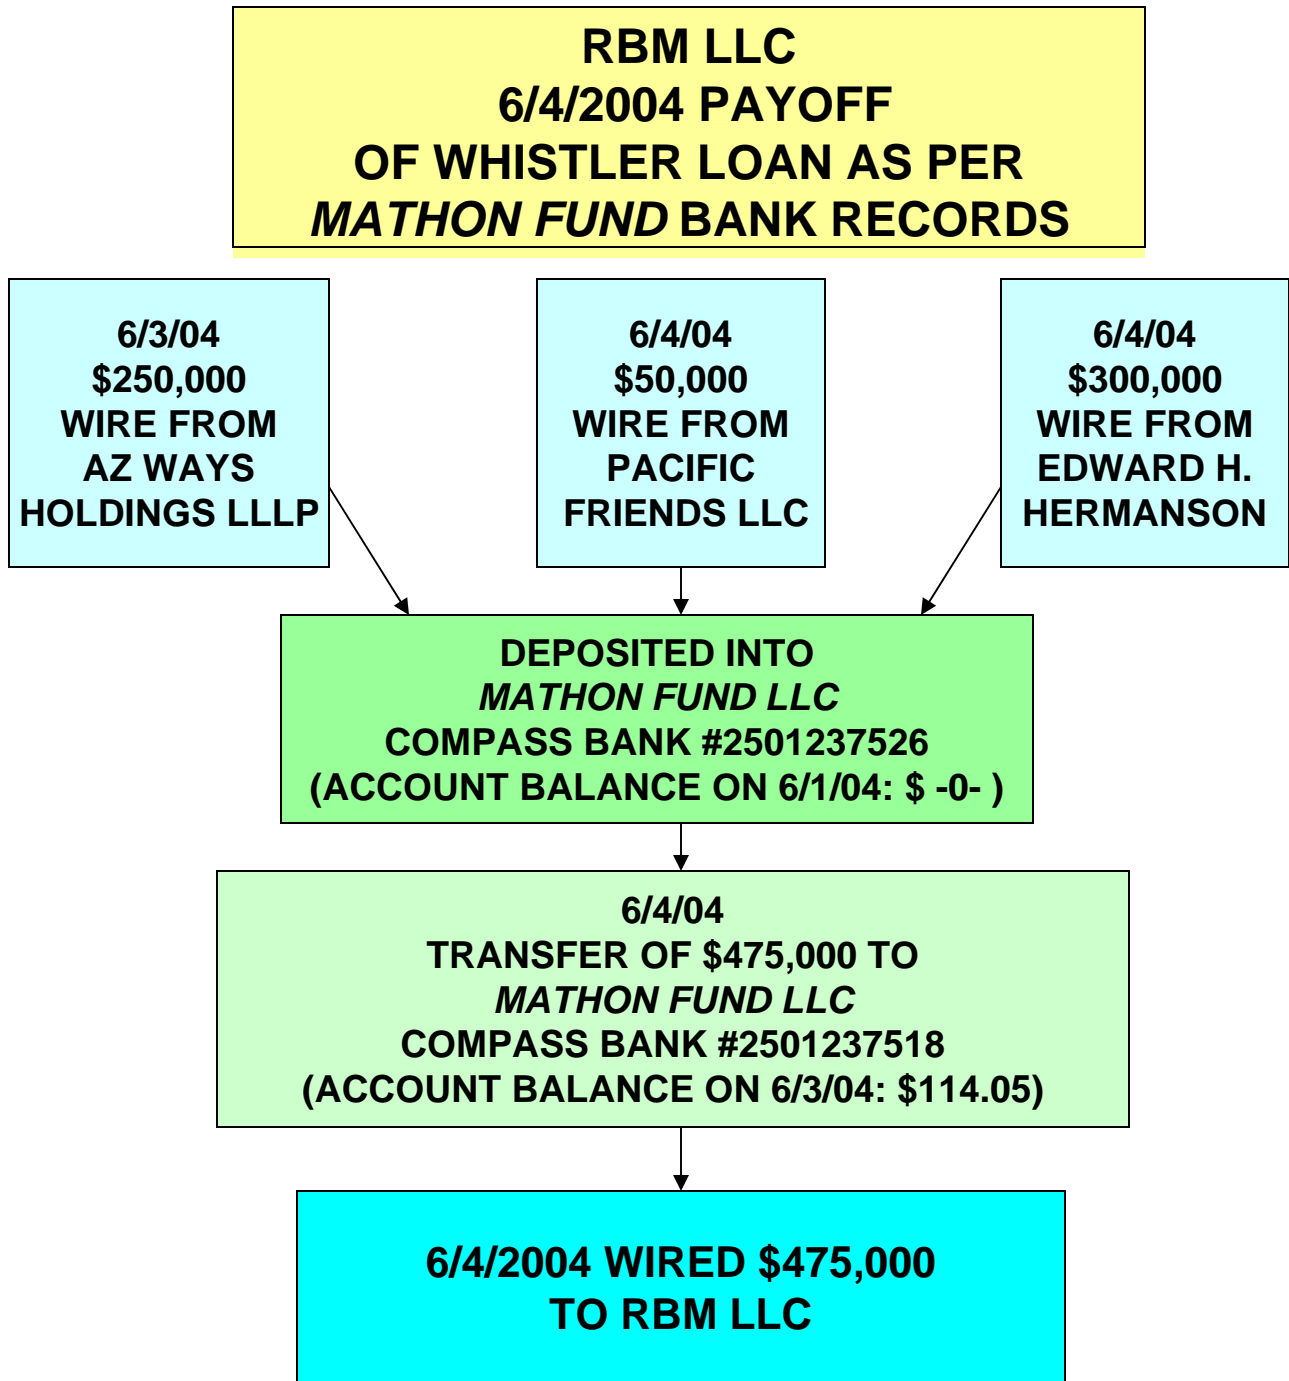 RBM LLC
6/4/2004 PAYOFF
OF WHISTLER LOAN AS PER
MATHON FUND BANK RECORDS
6/3/04
$250,000
WIRE FROM
AZ WAYS
HOLDINGS LLLP
6/4/04
$50,000
WIRE FROM
PACIFIC
FRIENDS LLC
6/4/04
$300,000
WIRE FROM
EDWARD H.
HERMANSON
DEPOSITED INTO
MATHON FUND LLC
COMPASS BANK #2501237526
(ACCOUNT BALANCE ON 6/1/04: $ -0- )
6/4/04
TRANSFER OF $475,000 TO
MATHON FUND LLC
COMPASS BANK #2501237518
(ACCOUNT BALANCE ON 6/3/04: $114.05)
6/4/2004 WIRED $475,000
TO RBM LLC